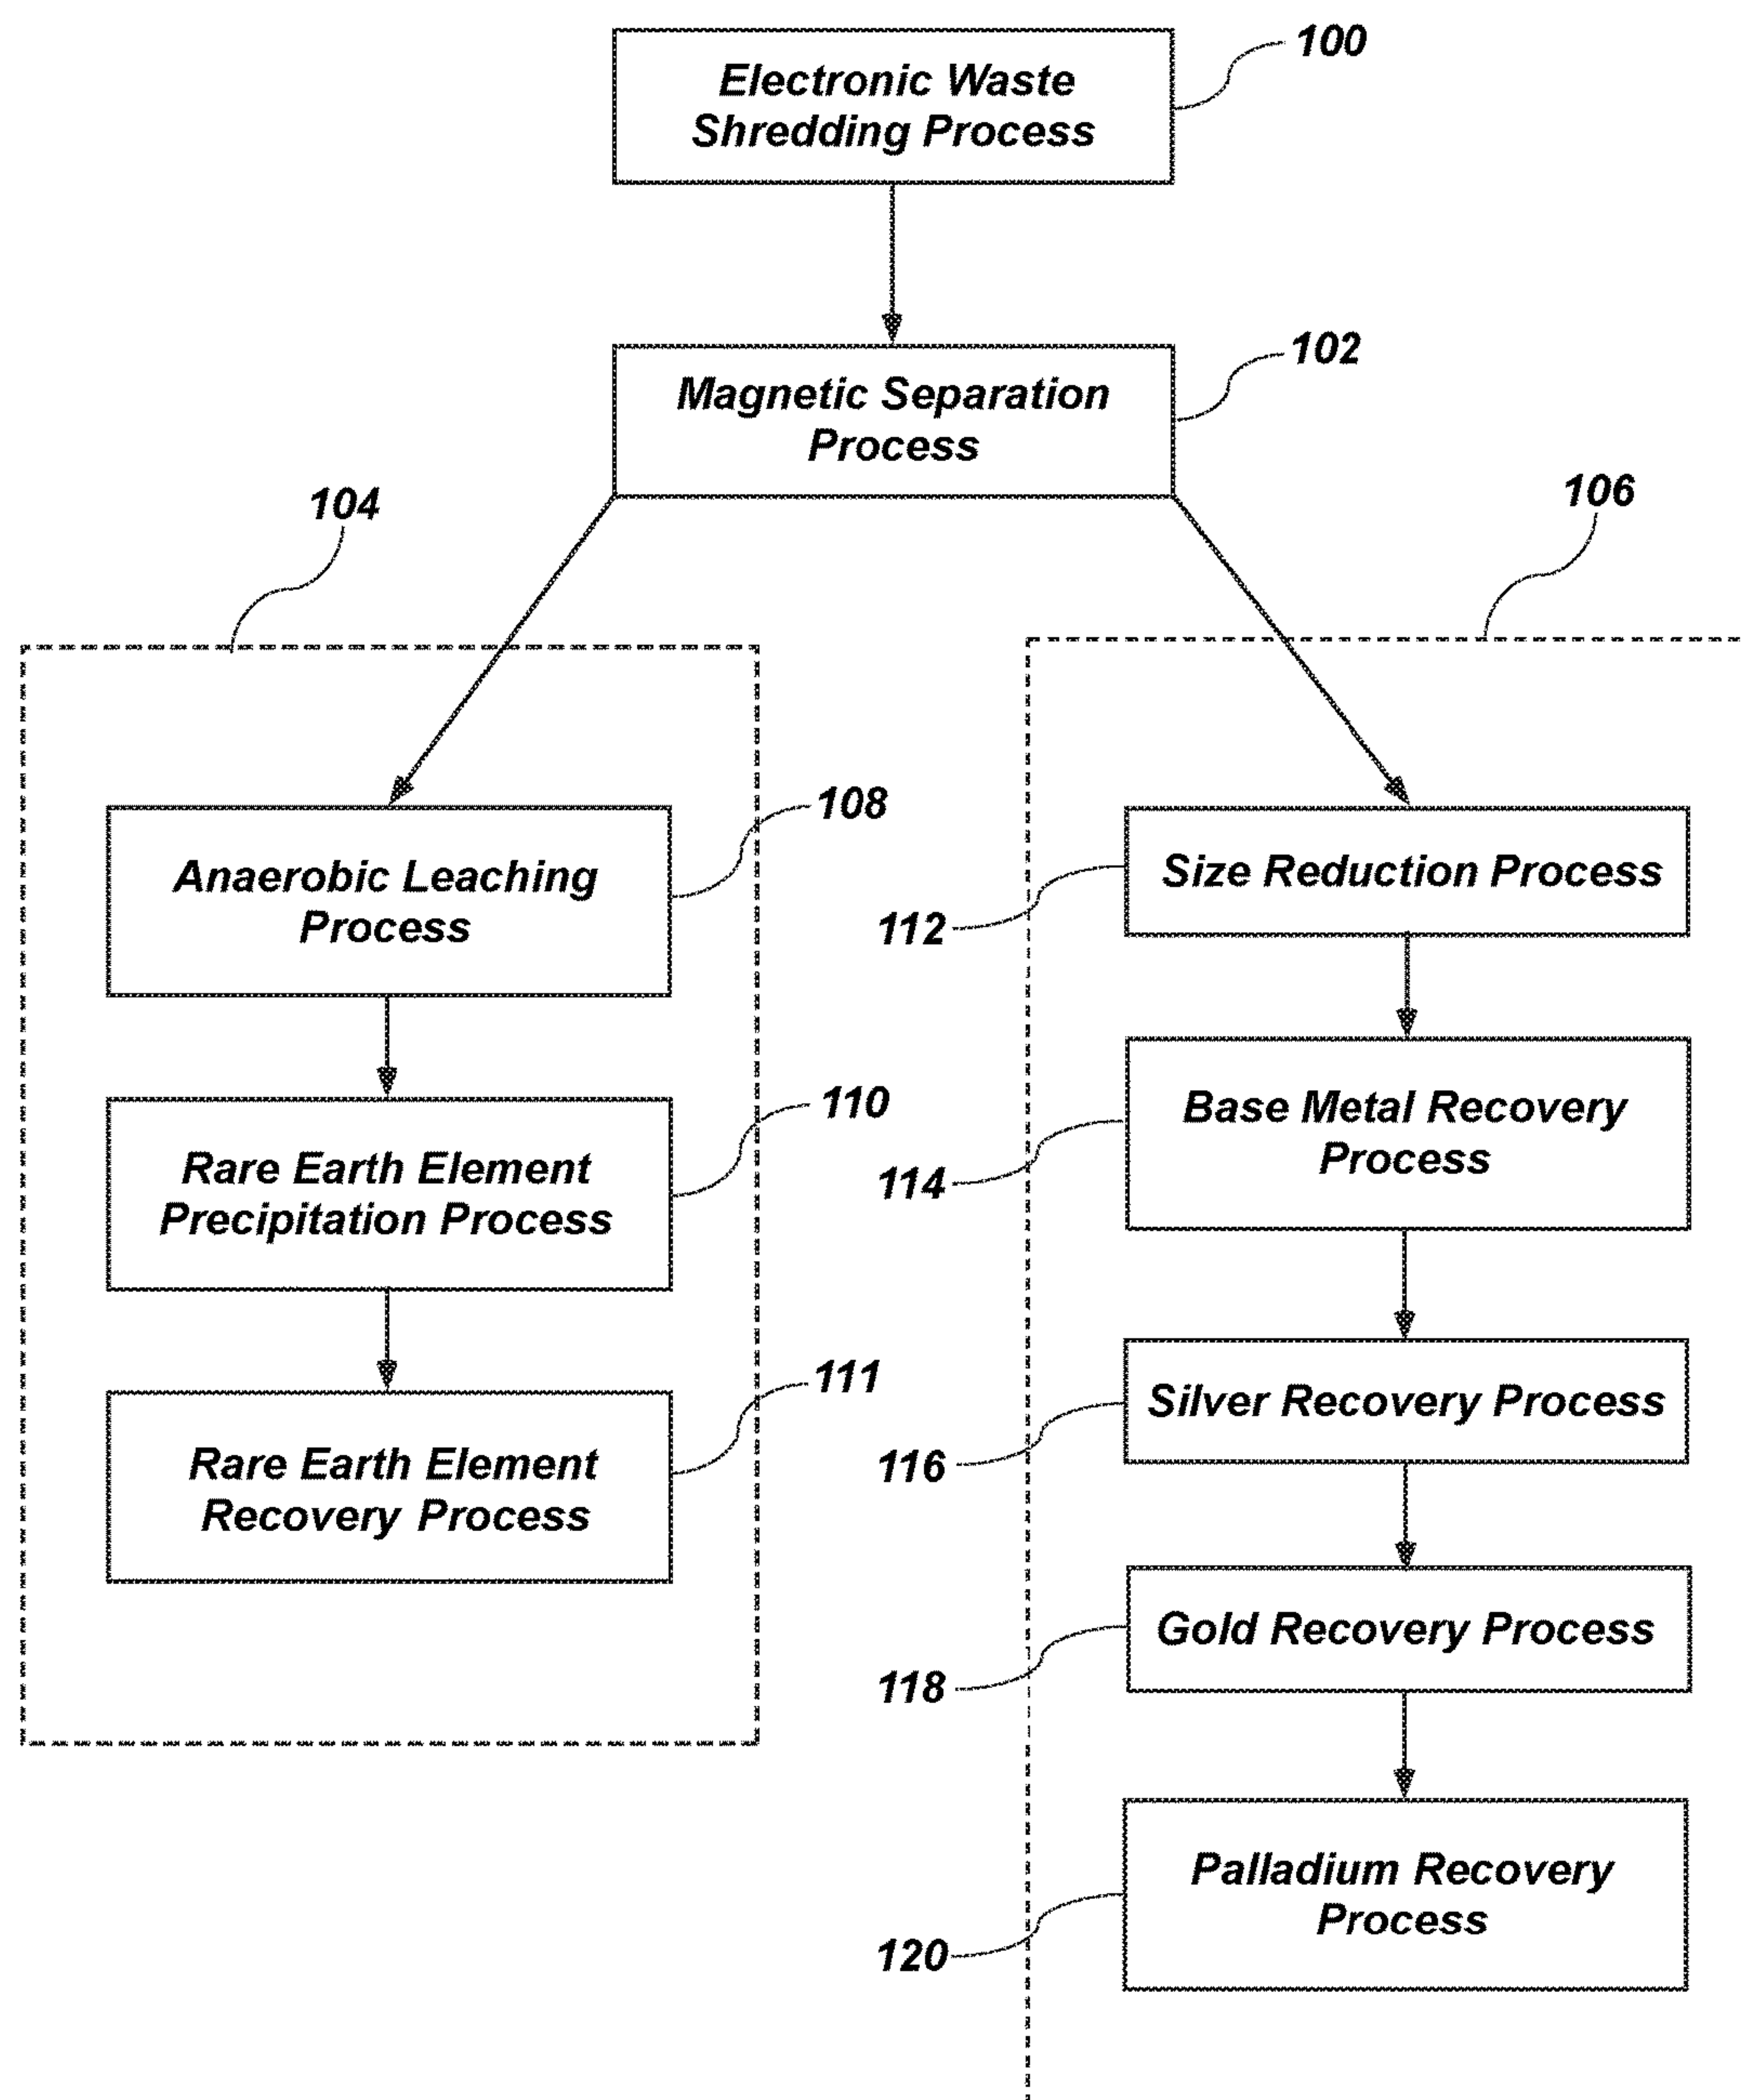 100
Electronic Waste
Shredding Process
102
Magnetic Separation
Process
104
106
108
Anaerobic Leaching
Process
110
Rare Earth Element
Precipitation Process
111
Rare Earth Element
Recovery Process
Size Reduction Process
112
Base Metal Recovery
Process
114
Silver Recovery Process
116
Gold Recovery Process
118
Palladium Recovery
Process
120